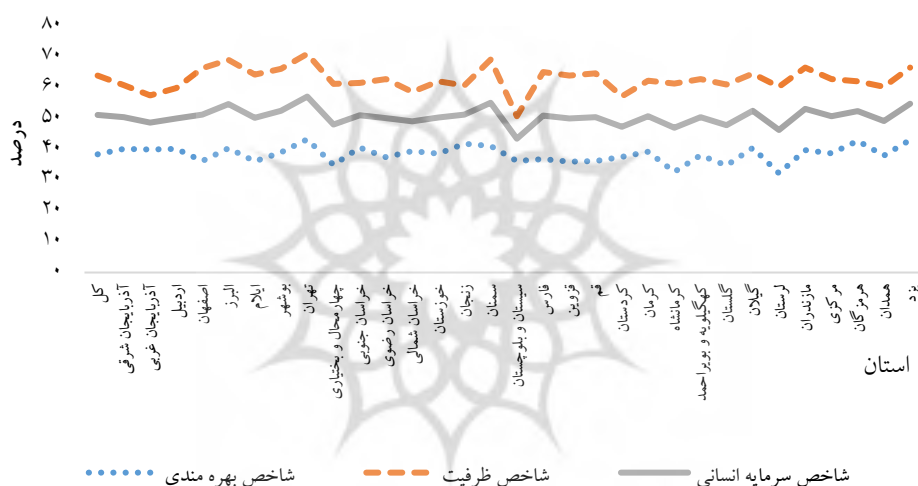 ۸۰
۷۰
۶۰
۵۰
۴۰
۳۰
۲۰
۱۰
۰
درصد
کل
آذربایجان شرقی
آذربایجان غربی
اردبیل
اصفهان
البرز
ایلام
بوشهر
تهران
چهارمحال و بختیاری
خراسان جنوبی
خراسان رضوی
خراسان شمالی
خوزستان
زنجان
سمنان
سیستان و بلوچستان
فارس
قزوین
قم
کردستان
کرمان
کرمانشاه
کهگیلویه و بویراحمد
گلستان
گیلان
لرستان
مازندران
مرکزی
هرمزگان
همدان
یزد
استان
شاخص سرمایه انسانی
شاخص ظرفیت
شاخص بهره مندی